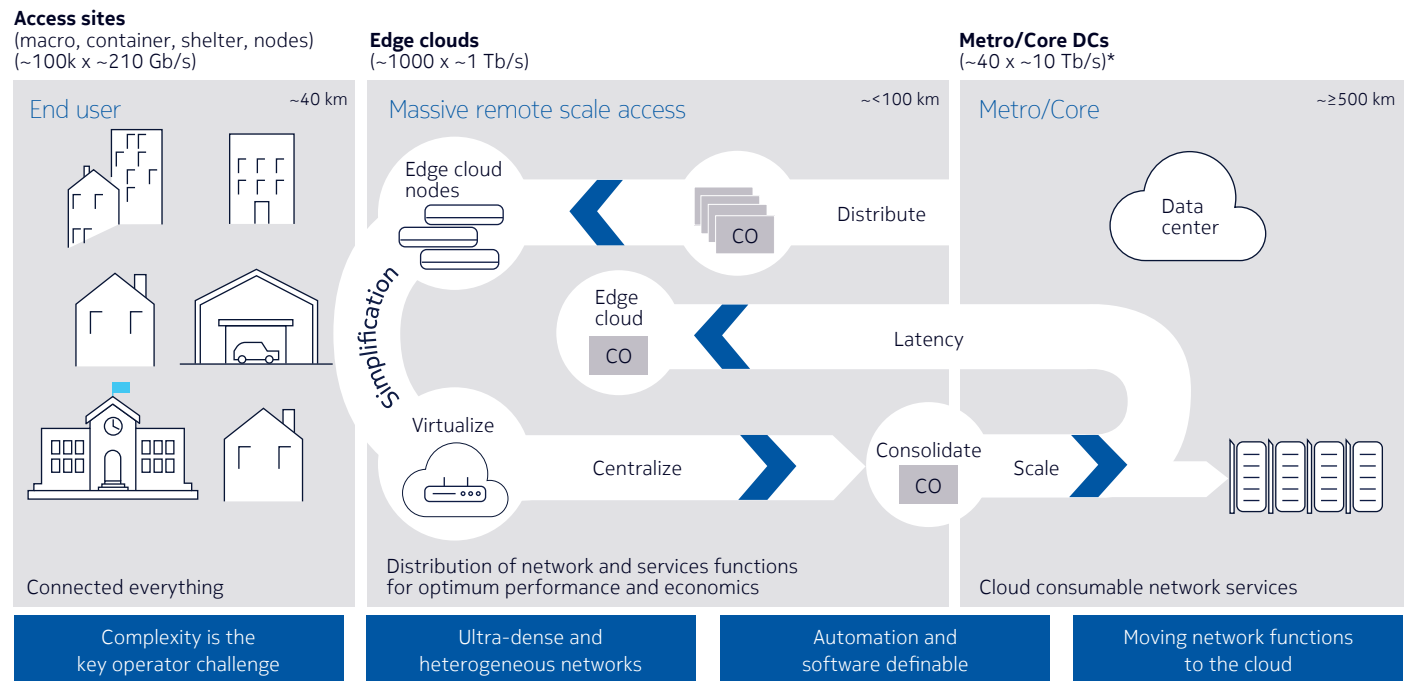 Access sites
(macro, container, shelter, nodes)
(~100k x ~210 Gb/s)
Edge clouds
(~1000 x ~1 Tb/s)
Metro/Core DCs
(~40 x ~10 Tb/s)*
End user
~40 km
Massive remote scale access
~<100 km
Metro/Core
~≥500 km
Edge cloud
nodes
CO
Distribute
Data
center
Simplification
Edge
cloud
CO
Latency
Virtualize
Centralize
Consolidate
CO
Scale
Connected everything
Distribution of network and services functions
for optimum performance and economics
Cloud consumable network services
Complexity is the
key operator challenge
Ultra-dense and
heterogeneous networks
Automation and
software definable
Moving network functions
to the cloud